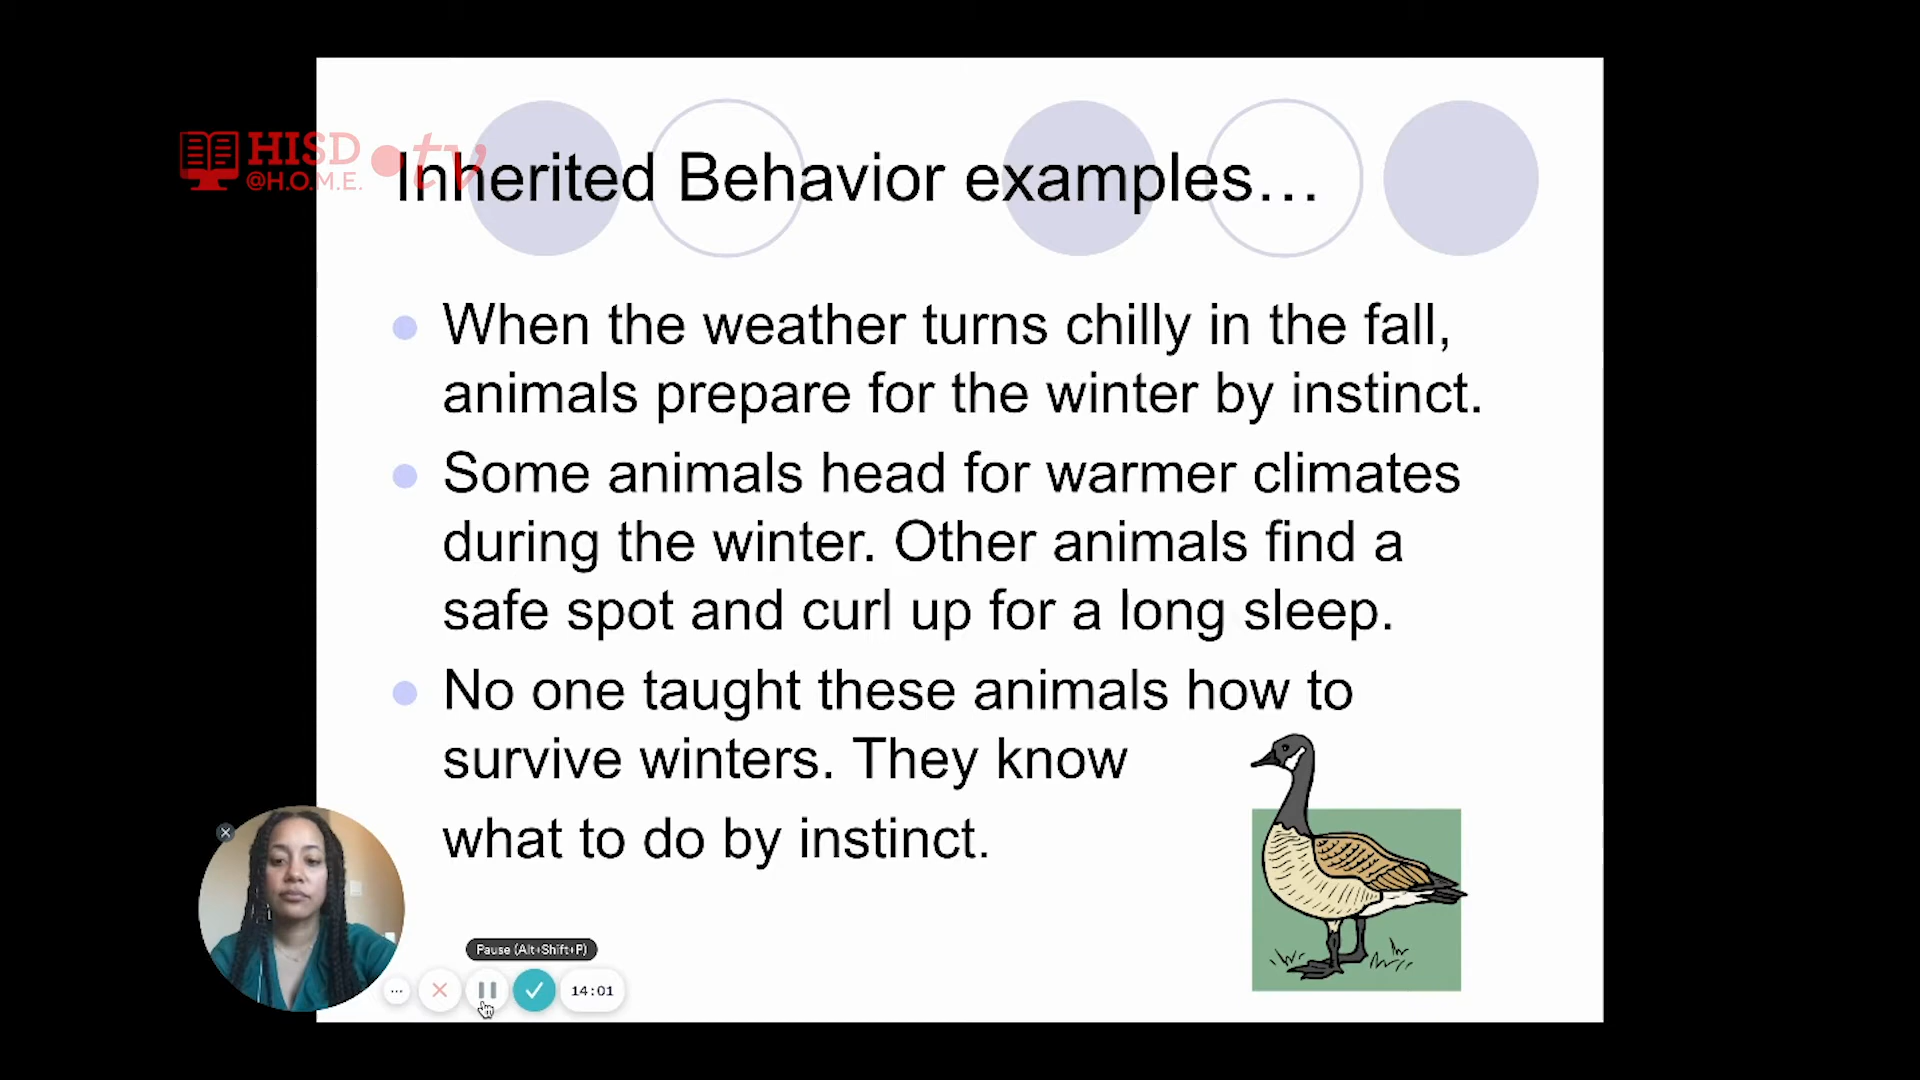 HISD
@H.O.M.E.
tv
Inherited Behavior examples...
When the weather turns chilly in the fall,
animals prepare for the winter by instinct.
Some animals head for warmer climates
during the winter. Other animals find a
safe spot and curl up for a long sleep.
No one taught these animals how to
survive winters. They know
what to do by instinct.
Pause (Alt+Shift+P)
14:01